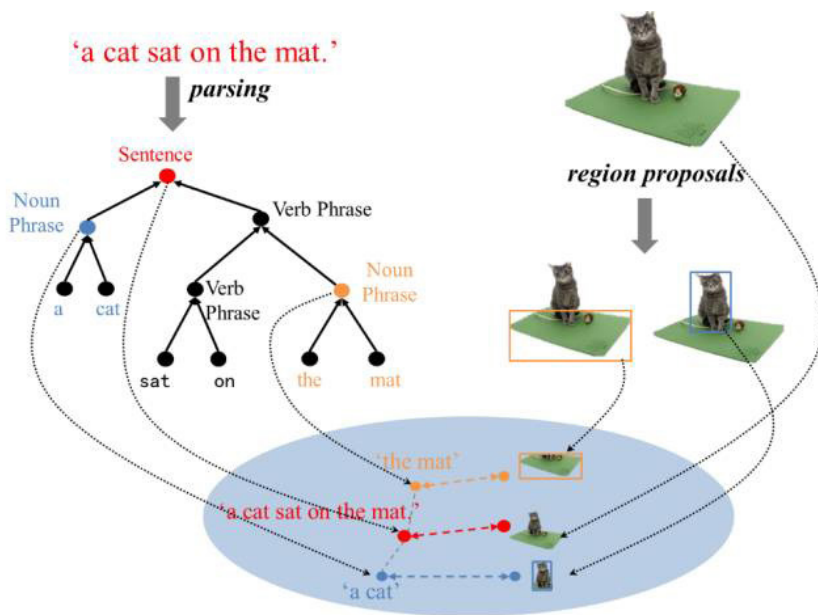 ‘a cat sat on the mat.’
parsing
Sentence
Noun
Phrase
Verb Phrase
a
cat
Verb
Phrase
Noun
Phrase
sat
on
the
mat
region proposals
‘the mat’
‘a cat sat on the mat.’
‘a cat’